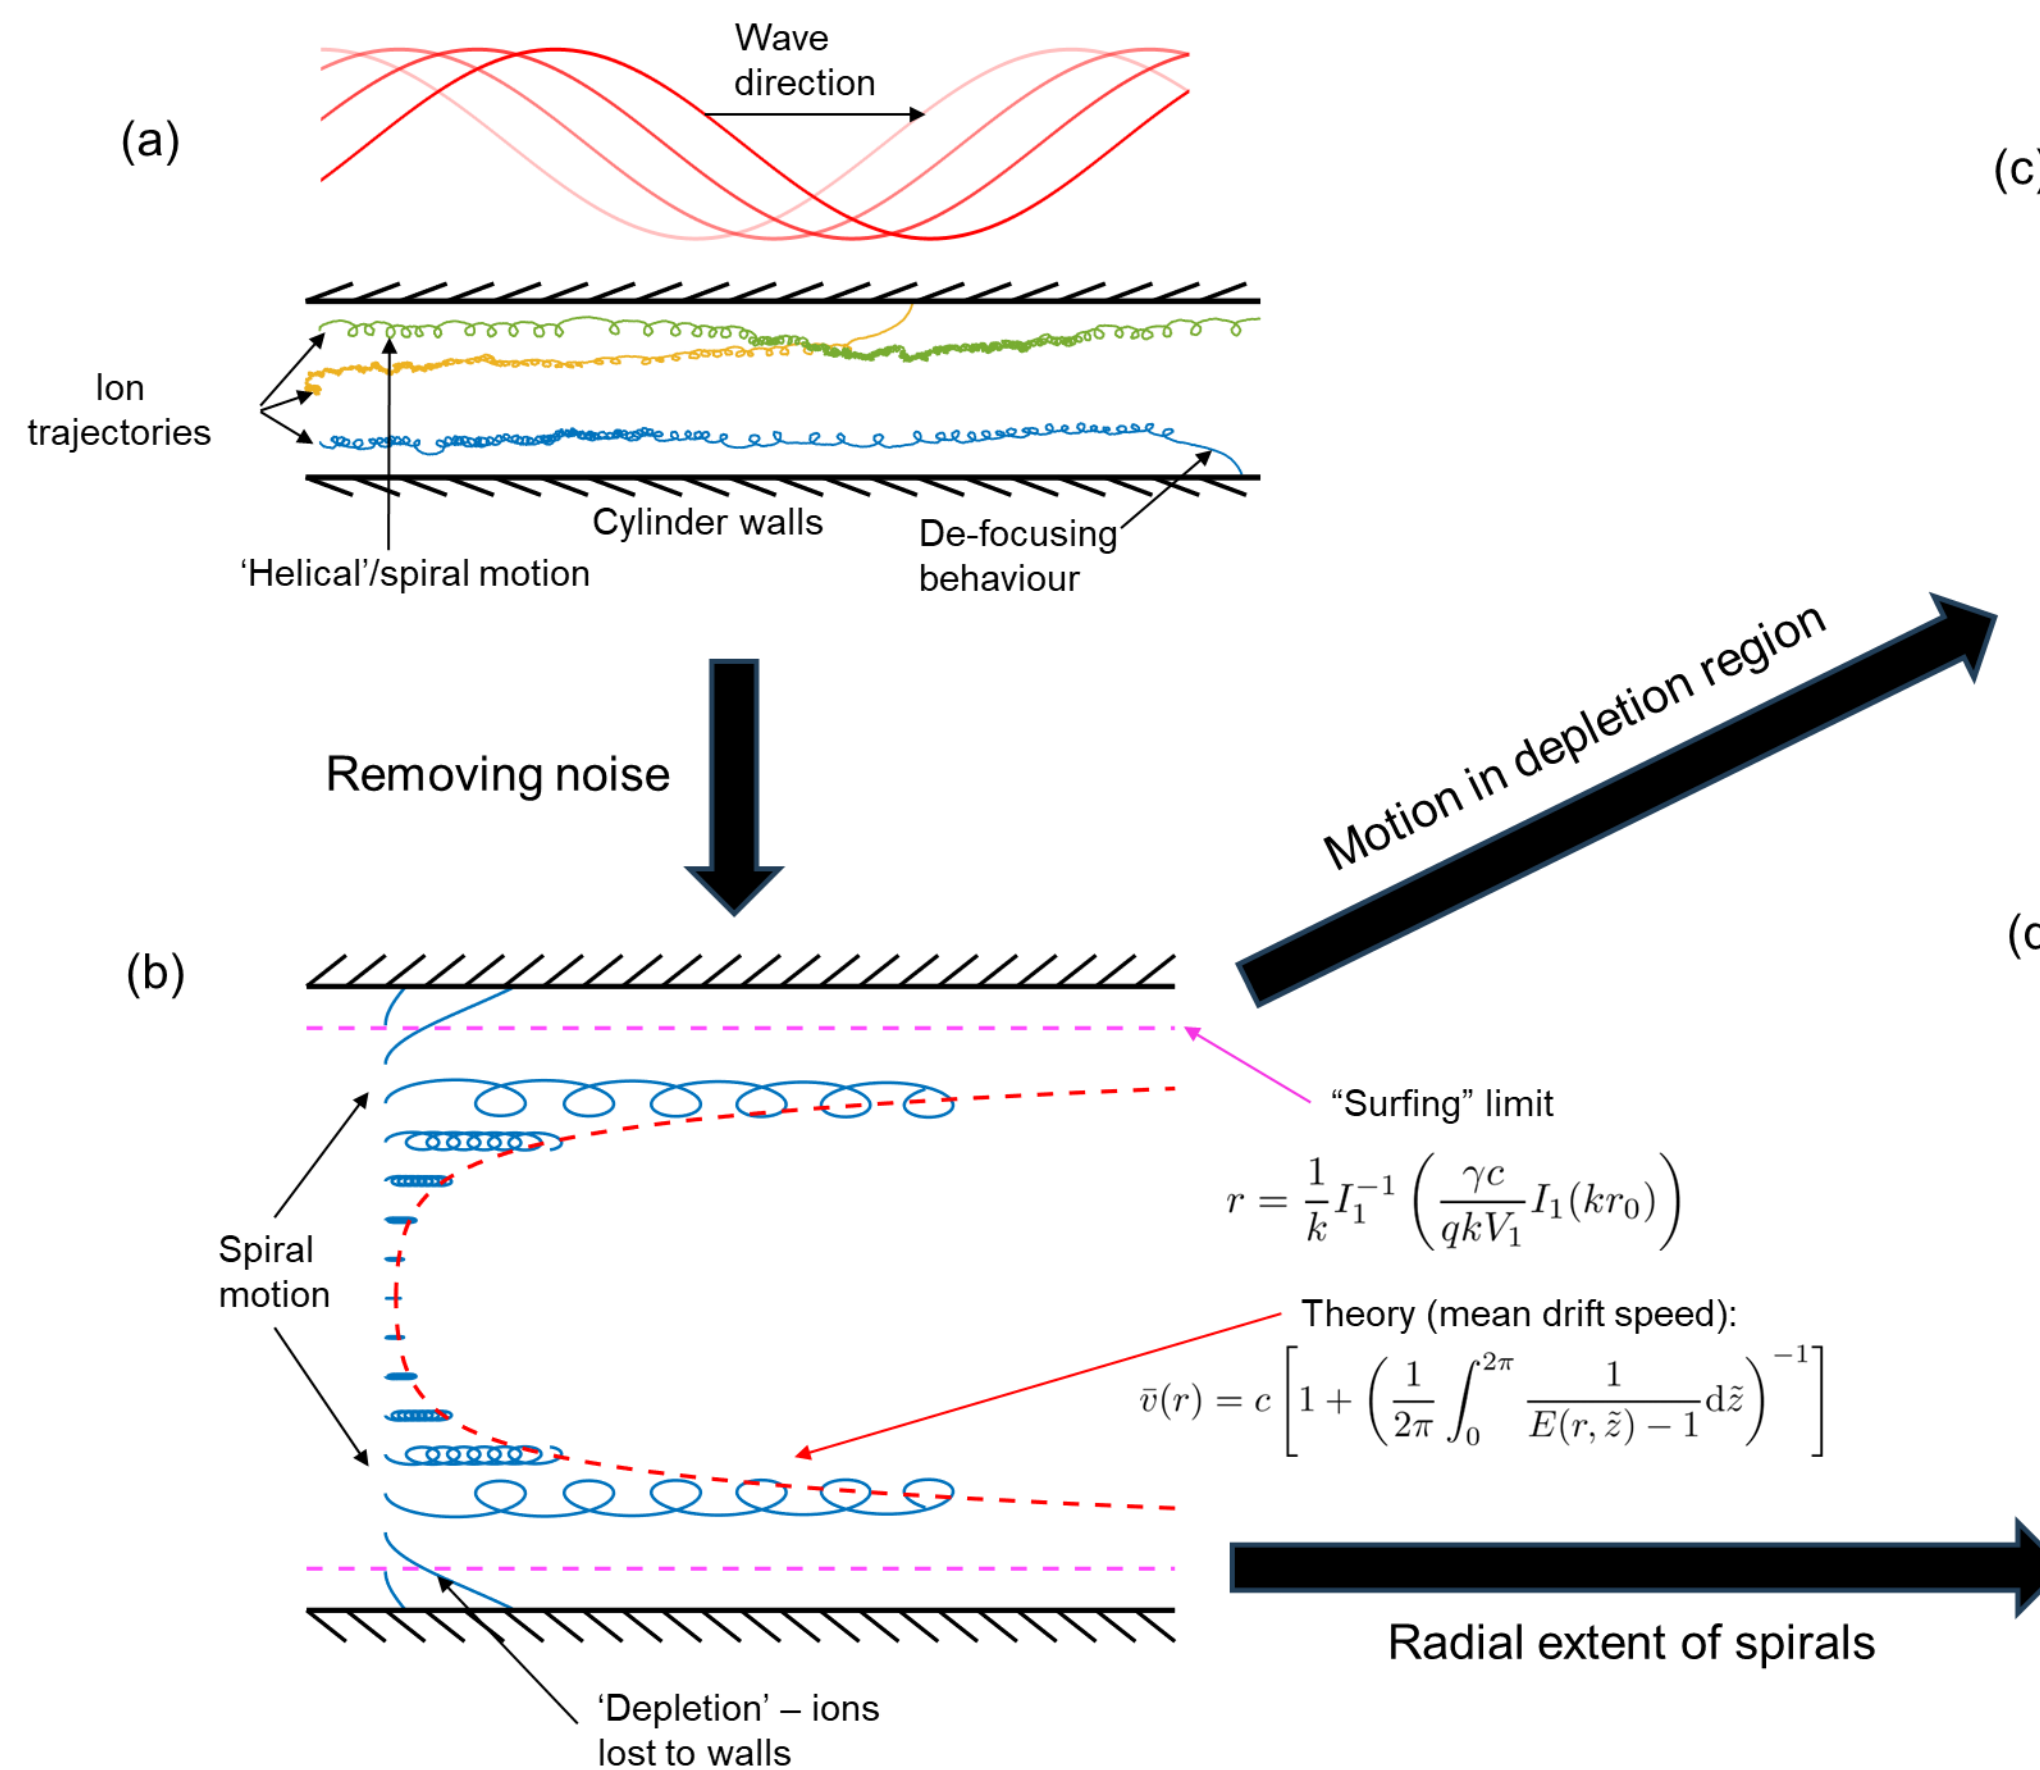 (a)
Wave
direction
Ion
trajectories
Cylinder walls
De-focusing
behaviour
‘Helical’/spiral motion
(c)
Removing noise
Motion in depletion region
(b)
“Surfing” limit
r = \frac{1}{k} I_1^{-1} \left( \frac{\gamma c}{qkV_1} I_1(kr_0) \right)
Spiral
motion
Theory (mean drift speed):
\bar{v}(r) = c \left[ 1 + \left( \frac{1}{2\pi} \int_0^{2\pi} \frac{1}{E(r, \tilde{z}) - 1} \mathrm{d}\tilde{z} \right)^{-1} \right]
Radial extent of spirals
‘Depletion’ – ions
lost to walls